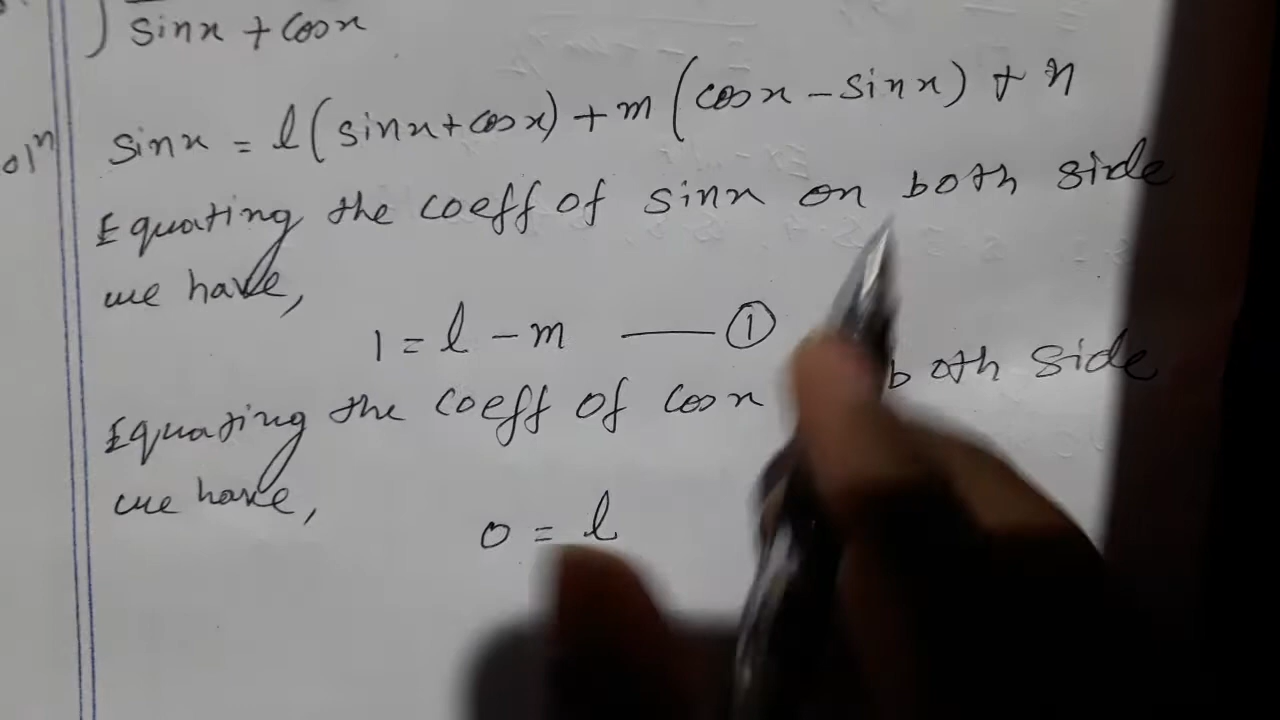 ∫ sinx + cosx
olⁿ sinx = l(sinx+cosx) + m(cosx - sinx) + n
Equating the coeff of sinx on both side
we have,
1 = l - m —— ①
Equating the coeff of cosx both side
we have,
0 = l